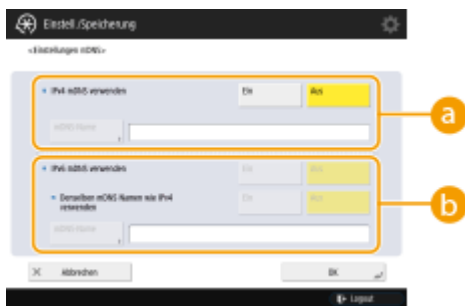 Einstell./Speicherung
<Einstellungen mDNS>
IPv4 mDNS verwenden
Ein
Aus
mDNS-Name
a
IPv6 mDNS verwenden
Ein
Aus
Denselben mDNS Namen wie IPv4
verwenden
Ein
Aus
mDNS-Name
b
Abbrechen
OK
Logout